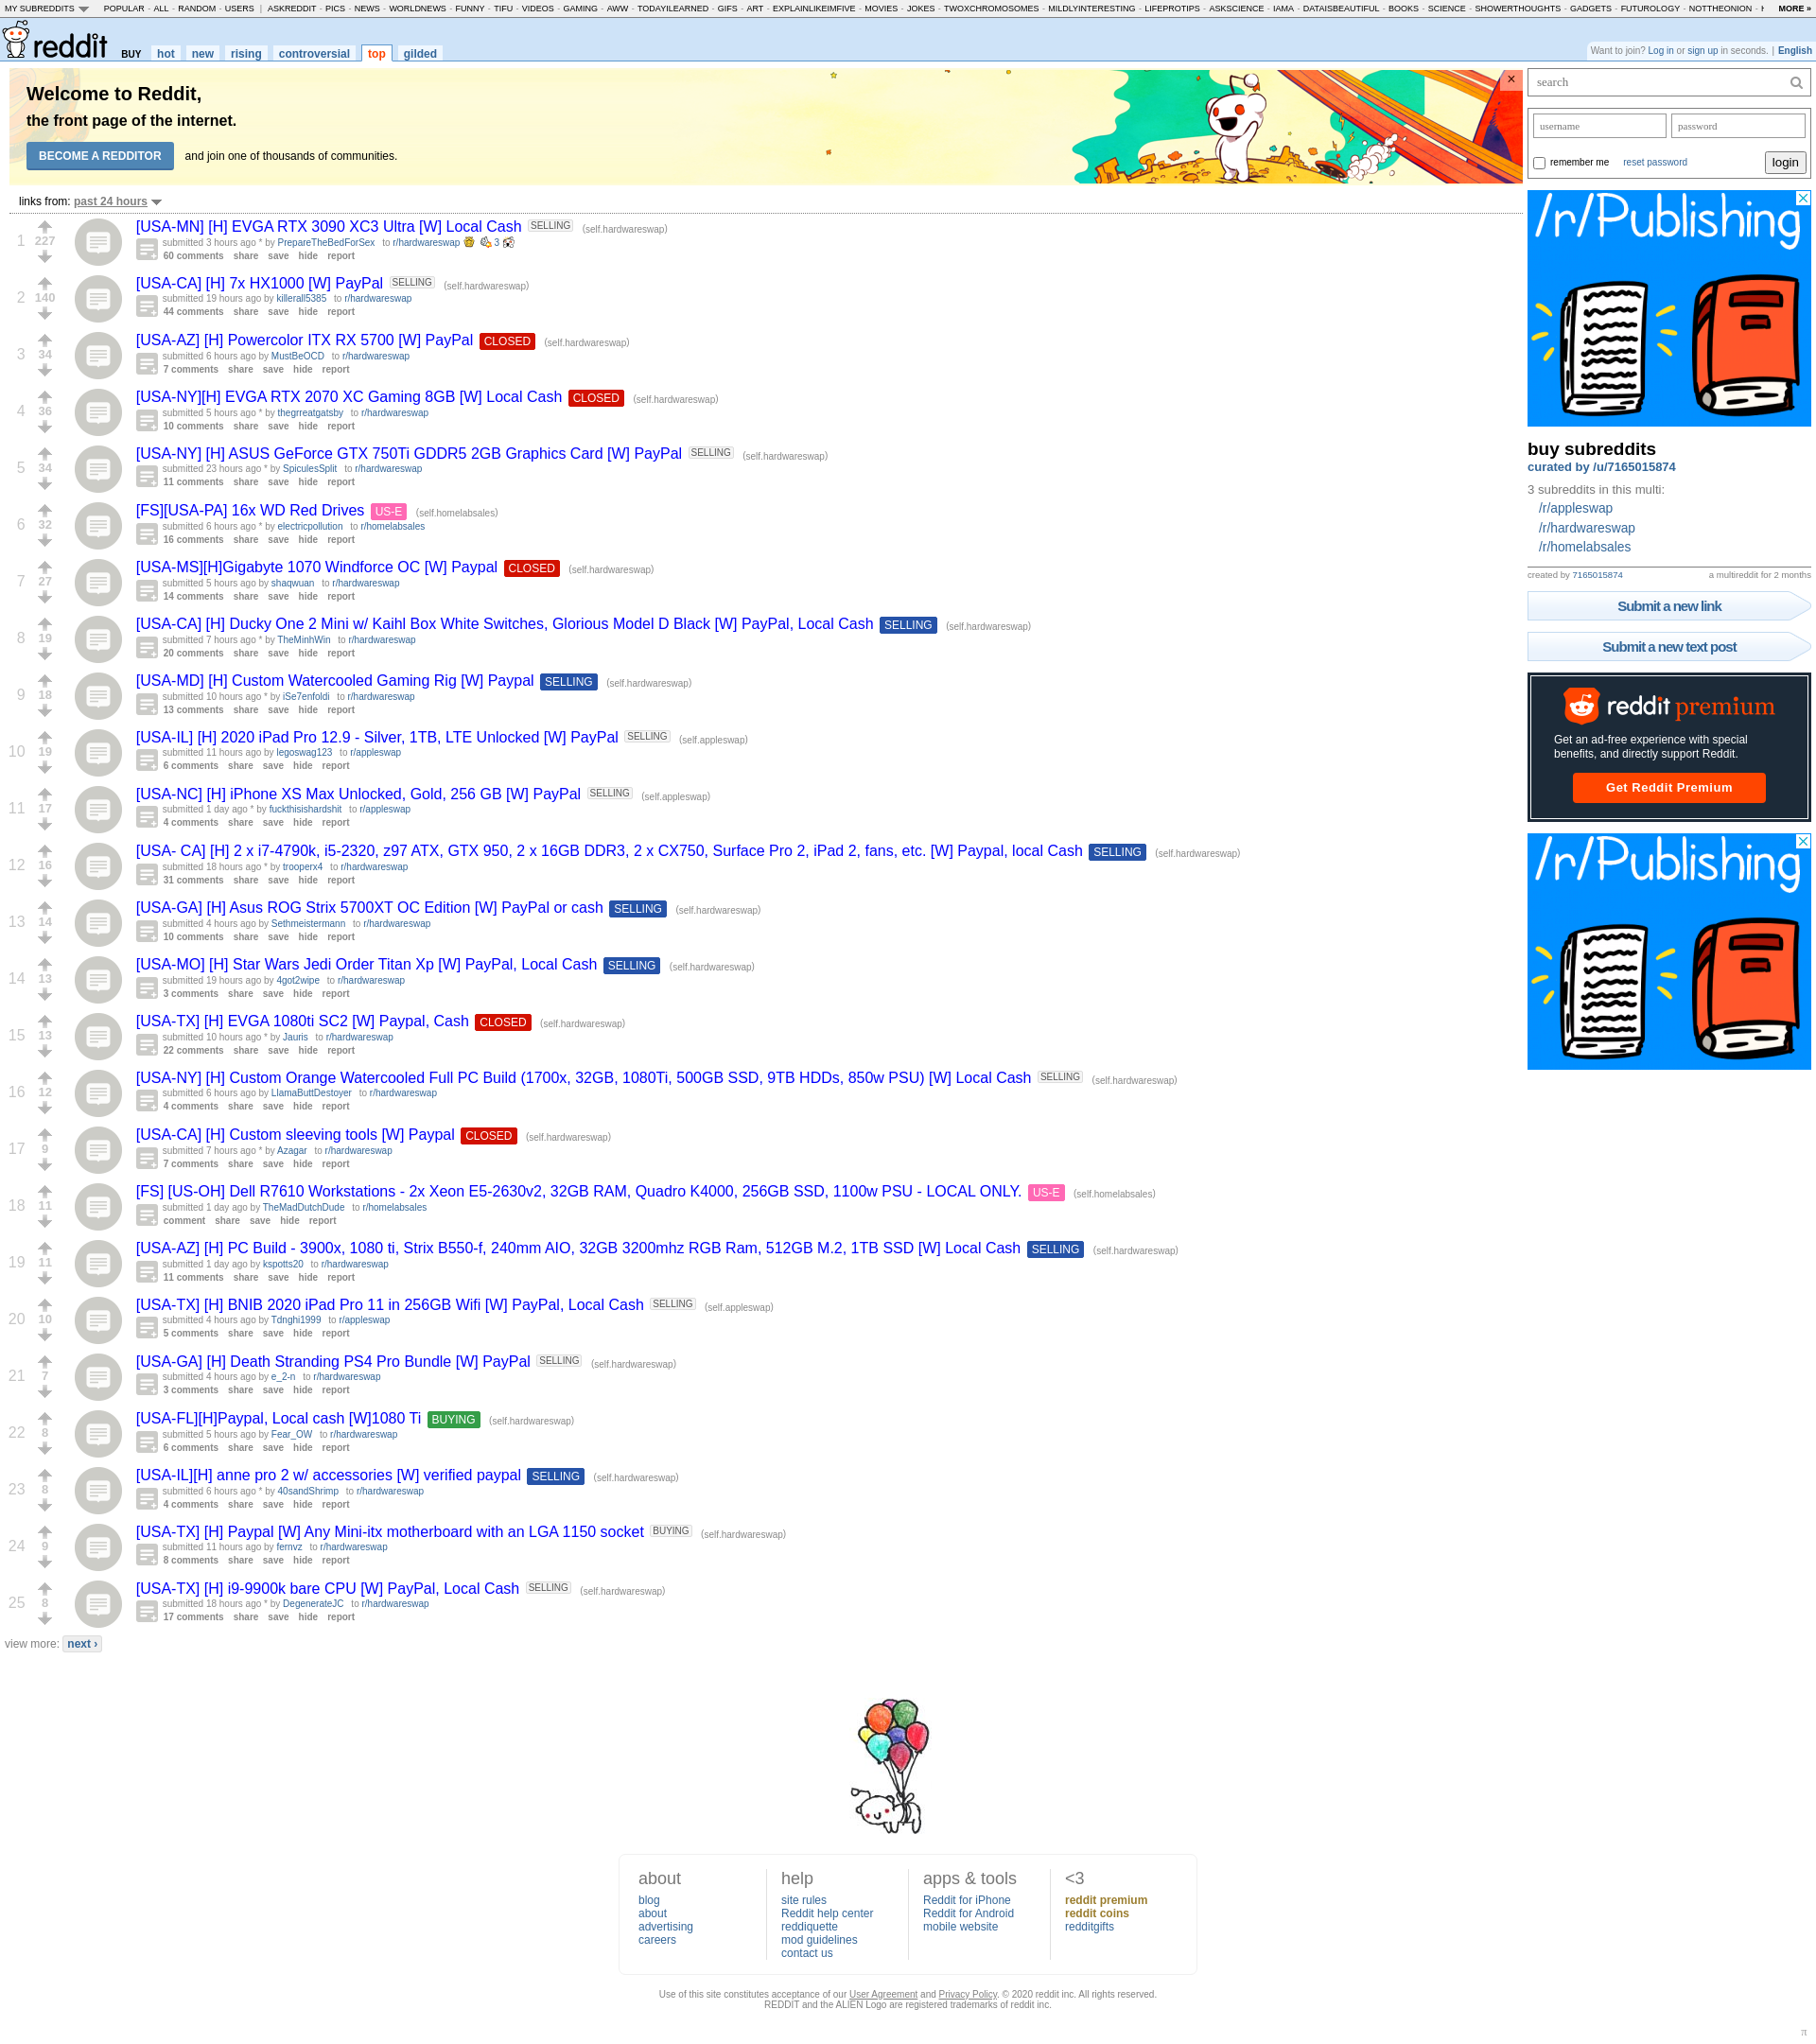 MY SUBREDDITS POPULAR - ALL - RANDOM - USERS | ASKREDDIT - PICS - NEWS - WORLDNEWS - FUNNY - TIFU - VIDEOS - GAMING - AWW - TODAYILEARNED - GIFS - ART - EXPLAINLIKEIMFIVE - MOVIES - JOKES - TWOXCHROMOSOMES - MILDLYINTERESTING - LIFEPROTIPS - ASKSCIENCE - IAMA - DATAISBEAUTIFUL - BOOKS - SCIENCE - SHOWERTHOUGHTS - GADGETS - FUTUROLOGY - NOTTHEONION - MORE »
reddit BUY hot new rising controversial top gilded
Want to join? Log in or sign up in seconds. | English
Welcome to Reddit,
the front page of the internet.
BECOME A REDDITOR and join one of thousands of communities.
links from: past 24 hours
1 227 [USA-MN] [H] EVGA RTX 3090 XC3 Ultra [W] Local Cash SELLING (self.hardwareswap)
submitted 3 hours ago * by PrepareTheBedForSex to r/hardwareswap 3
60 comments share save hide report
2 140 [USA-CA] [H] 7x HX1000 [W] PayPal SELLING (self.hardwareswap)
submitted 19 hours ago by killerall5385 to r/hardwareswap
44 comments share save hide report
3 34 [USA-AZ] [H] Powercolor ITX RX 5700 [W] PayPal CLOSED (self.hardwareswap)
submitted 6 hours ago by MustBeOCD to r/hardwareswap
7 comments share save hide report
4 36 [USA-NY][H] EVGA RTX 2070 XC Gaming 8GB [W] Local Cash CLOSED (self.hardwareswap)
submitted 5 hours ago * by thegrreatgatsby to r/hardwareswap
10 comments share save hide report
5 34 [USA-NY] [H] ASUS GeForce GTX 750Ti GDDR5 2GB Graphics Card [W] PayPal SELLING (self.hardwareswap)
submitted 23 hours ago * by SpiculesSplit to r/hardwareswap
11 comments share save hide report
6 32 [FS][USA-PA] 16x WD Red Drives US-E (self.homelabsales)
submitted 6 hours ago * by electricpollution to r/homelabsales
16 comments share save hide report
7 27 [USA-MS][H]Gigabyte 1070 Windforce OC [W] Paypal CLOSED (self.hardwareswap)
submitted 5 hours ago by shaqwuan to r/hardwareswap
14 comments share save hide report
8 19 [USA-CA] [H] Ducky One 2 Mini w/ Kaihl Box White Switches, Glorious Model D Black [W] PayPal, Local Cash SELLING (self.hardwareswap)
submitted 7 hours ago * by TheMinhWin to r/hardwareswap
20 comments share save hide report
9 18 [USA-MD] [H] Custom Watercooled Gaming Rig [W] Paypal SELLING (self.hardwareswap)
submitted 10 hours ago * by iSe7enfoldi to r/hardwareswap
13 comments share save hide report
10 19 [USA-IL] [H] 2020 iPad Pro 12.9 - Silver, 1TB, LTE Unlocked [W] PayPal SELLING (self.appleswap)
submitted 11 hours ago by legoswag123 to r/appleswap
6 comments share save hide report
11 17 [USA-NC] [H] iPhone XS Max Unlocked, Gold, 256 GB [W] PayPal SELLING (self.appleswap)
submitted 1 day ago * by fuckthisishardshit to r/appleswap
4 comments share save hide report
12 16 [USA- CA] [H] 2 x i7-4790k, i5-2320, z97 ATX, GTX 950, 2 x 16GB DDR3, 2 x CX750, Surface Pro 2, iPad 2, fans, etc. [W] Paypal, local Cash SELLING (self.hardwareswap)
submitted 18 hours ago * by trooperx4 to r/hardwareswap
31 comments share save hide report
13 14 [USA-GA] [H] Asus ROG Strix 5700XT OC Edition [W] PayPal or cash SELLING (self.hardwareswap)
submitted 4 hours ago by Sethmeistermann to r/hardwareswap
10 comments share save hide report
14 13 [USA-MO] [H] Star Wars Jedi Order Titan Xp [W] PayPal, Local Cash SELLING (self.hardwareswap)
submitted 19 hours ago by 4got2wipe to r/hardwareswap
3 comments share save hide report
15 13 [USA-TX] [H] EVGA 1080ti SC2 [W] Paypal, Cash CLOSED (self.hardwareswap)
submitted 10 hours ago * by Jauris to r/hardwareswap
22 comments share save hide report
16 12 [USA-NY] [H] Custom Orange Watercooled Full PC Build (1700x, 32GB, 1080Ti, 500GB SSD, 9TB HDDs, 850w PSU) [W] Local Cash SELLING (self.hardwareswap)
submitted 6 hours ago by LlamaButtDestoyer to r/hardwareswap
4 comments share save hide report
17 9 [USA-CA] [H] Custom sleeving tools [W] Paypal CLOSED (self.hardwareswap)
submitted 7 hours ago * by Azagar to r/hardwareswap
7 comments share save hide report
18 11 [FS] [US-OH] Dell R7610 Workstations - 2x Xeon E5-2630v2, 32GB RAM, Quadro K4000, 256GB SSD, 1100w PSU - LOCAL ONLY. US-E (self.homelabsales)
submitted 1 day ago by TheMadDutchDude to r/homelabsales
comment share save hide report
19 11 [USA-AZ] [H] PC Build - 3900x, 1080 ti, Strix B550-f, 240mm AIO, 32GB 3200mhz RGB Ram, 512GB M.2, 1TB SSD [W] Local Cash SELLING (self.hardwareswap)
submitted 1 day ago by kspotts20 to r/hardwareswap
11 comments share save hide report
20 10 [USA-TX] [H] BNIB 2020 iPad Pro 11 in 256GB Wifi [W] PayPal, Local Cash SELLING (self.appleswap)
submitted 4 hours ago by Tdnghi1999 to r/appleswap
5 comments share save hide report
21 7 [USA-GA] [H] Death Stranding PS4 Pro Bundle [W] PayPal SELLING (self.hardwareswap)
submitted 4 hours ago by e_2-n to r/hardwareswap
3 comments share save hide report
22 8 [USA-FL][H]Paypal, Local cash [W]1080 Ti BUYING (self.hardwareswap)
submitted 5 hours ago by Fear_OW to r/hardwareswap
6 comments share save hide report
23 8 [USA-IL][H] anne pro 2 w/ accessories [W] verified paypal SELLING (self.hardwareswap)
submitted 6 hours ago * by 40sandShrimp to r/hardwareswap
4 comments share save hide report
24 9 [USA-TX] [H] Paypal [W] Any Mini-itx motherboard with an LGA 1150 socket BUYING (self.hardwareswap)
submitted 11 hours ago by fernvz to r/hardwareswap
8 comments share save hide report
25 8 [USA-TX] [H] i9-9900k bare CPU [W] PayPal, Local Cash SELLING (self.hardwareswap)
submitted 18 hours ago * by DegenerateJC to r/hardwareswap
17 comments share save hide report
view more: next ›
search
username password
remember me reset password login
/r/Publishing
buy subreddits
curated by /u/7165015874
3 subreddits in this multi:
/r/appleswap
/r/hardwareswap
/r/homelabsales
created by 7165015874 a multireddit for 2 months
Submit a new link
Submit a new text post
reddit premium
Get an ad-free experience with special
benefits, and directly support Reddit.
Get Reddit Premium
/r/Publishing
about
blog
about
advertising
careers
help
site rules
Reddit help center
reddiquette
mod guidelines
contact us
apps & tools
Reddit for iPhone
Reddit for Android
mobile website
<3
reddit premium
reddit coins
redditgifts
Use of this site constitutes acceptance of our User Agreement and Privacy Policy. © 2020 reddit inc. All rights reserved.
REDDIT and the ALIEN Logo are registered trademarks of reddit inc.
π